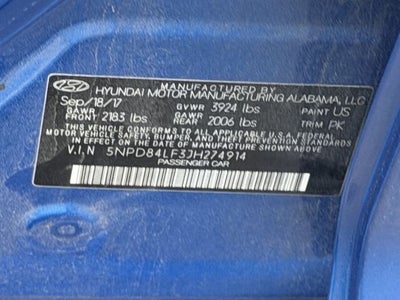 MANUFACTURED BY
HYUNDAI MOTOR MANUFACTURING ALABAMA, LLC
Sep/18/17 GVWR 3924 lbs PAINT US
GAWR FRONT 2183 lbs GAWR REAR 2006 lbs TRIM PK
THIS VEHICLE CONFORMS TO ALL APPLICABLE FEDERAL
MOTOR VEHICLE SAFETY, BUMPER, AND THEFT PREVENTION STANDARDS
IN EFFECT ON THE DATE OF MANUFACTURE SHOWN ABOVE.
V.I.N 5NPD84LF3JH274914
PASSENGER CAR